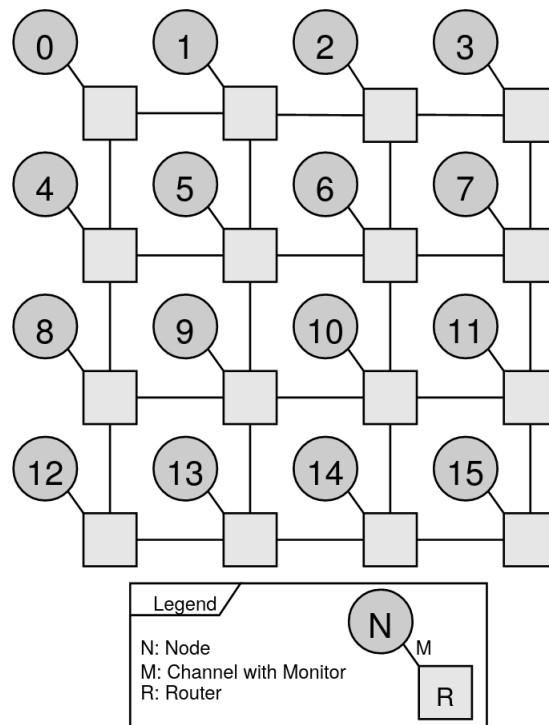 0 1 2 3
4 5 6 7
8 9 10 11
12 13 14 15
Legend
N
N: Node
M
M: Channel with Monitor
R: Router
R